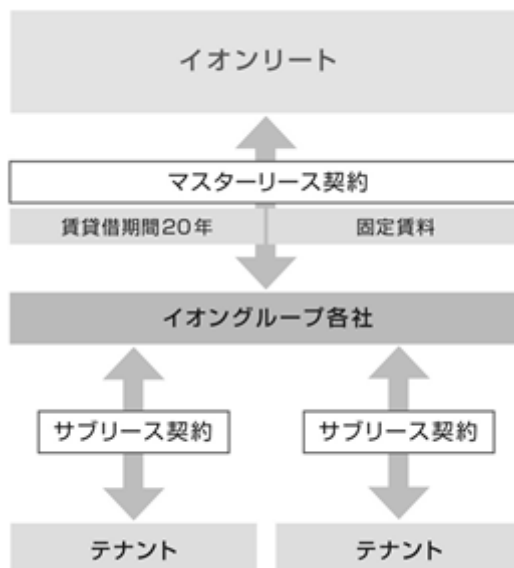 イオンリート
マスターリース契約
賃貸借期間20年
固定賃料
イオングループ各社
サブリース契約
サブリース契約
テナント
テナント